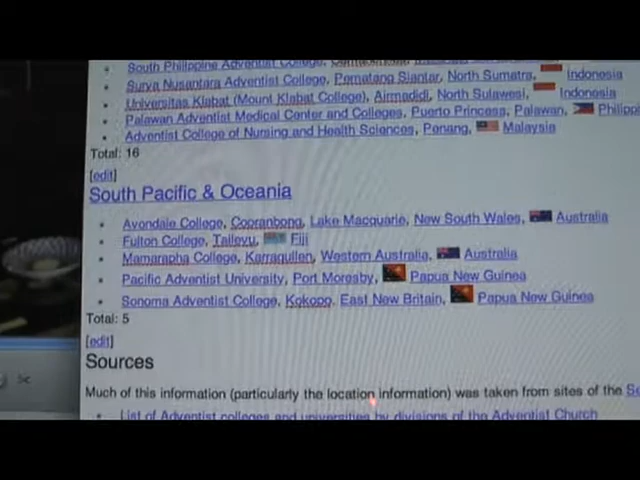 South Philippine Adventist College,
Surya Nusantara Adventist College, Pematang Siantar, North Sumatra, Indonesia
Universitas Klabat (Mount Klabat College), Airmadidi, North Sulawesi, Indonesia
Palawan Adventist Medical Center and Colleges, Puerto Princesa, Palawan, Philipp
Adventist College of Nursing and Health Sciences, Penang, Malaysia
Total: 16
[edit]
South Pacific & Oceania
Avondale College, Cooranbong, Lake Macquarie, New South Wales, Australia
Fulton College, Tailevu, Fiji
Mamarapha College, Karragullen, Western Australia, Australia
Pacific Adventist University, Port Moresby, Papua New Guinea
Sonoma Adventist College, Kokopo, East New Britain, Papua New Guinea
Total: 5
[edit]
Sources
Much of this information (particularly the location information) was taken from sites of the
List of Adventist colleges and universities by divisions of the Adventist Church